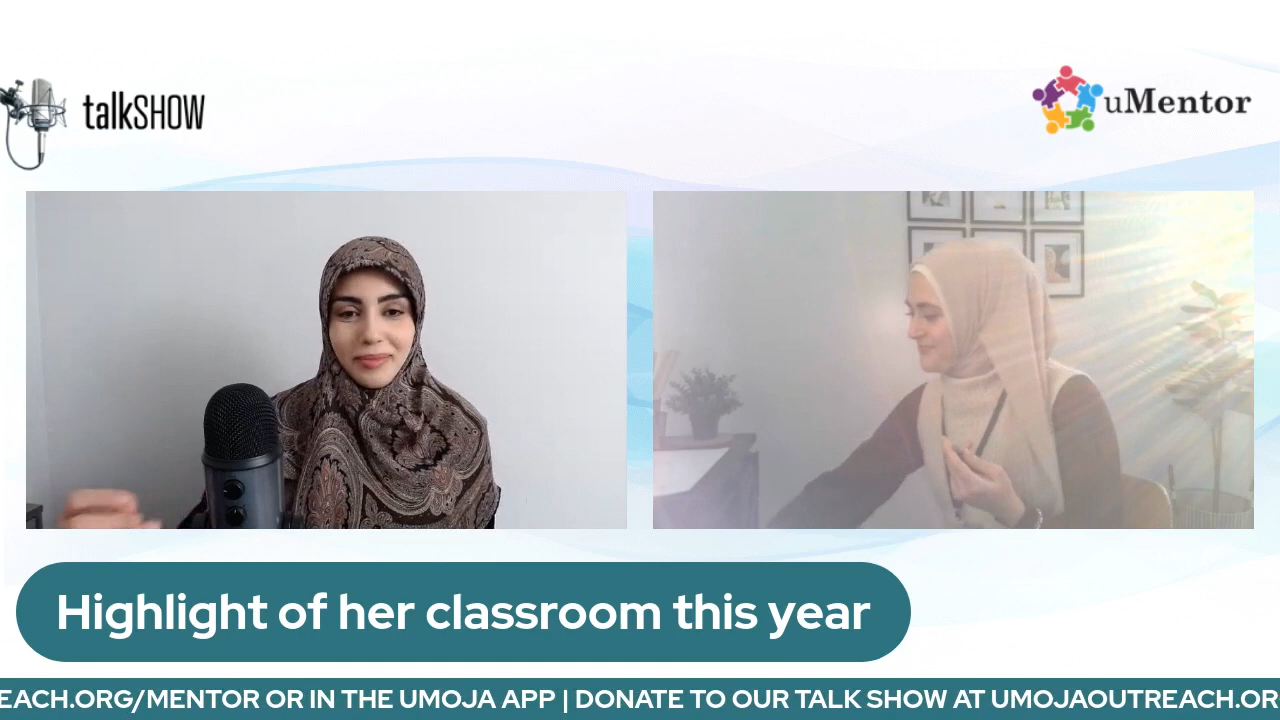 talkSHOW
uMentor
Highlight of her classroom this year
EACH.ORG/MENTOR OR IN THE UMOJA APP | DONATE TO OUR TALK SHOW AT UMOJAOUTREACH.OR